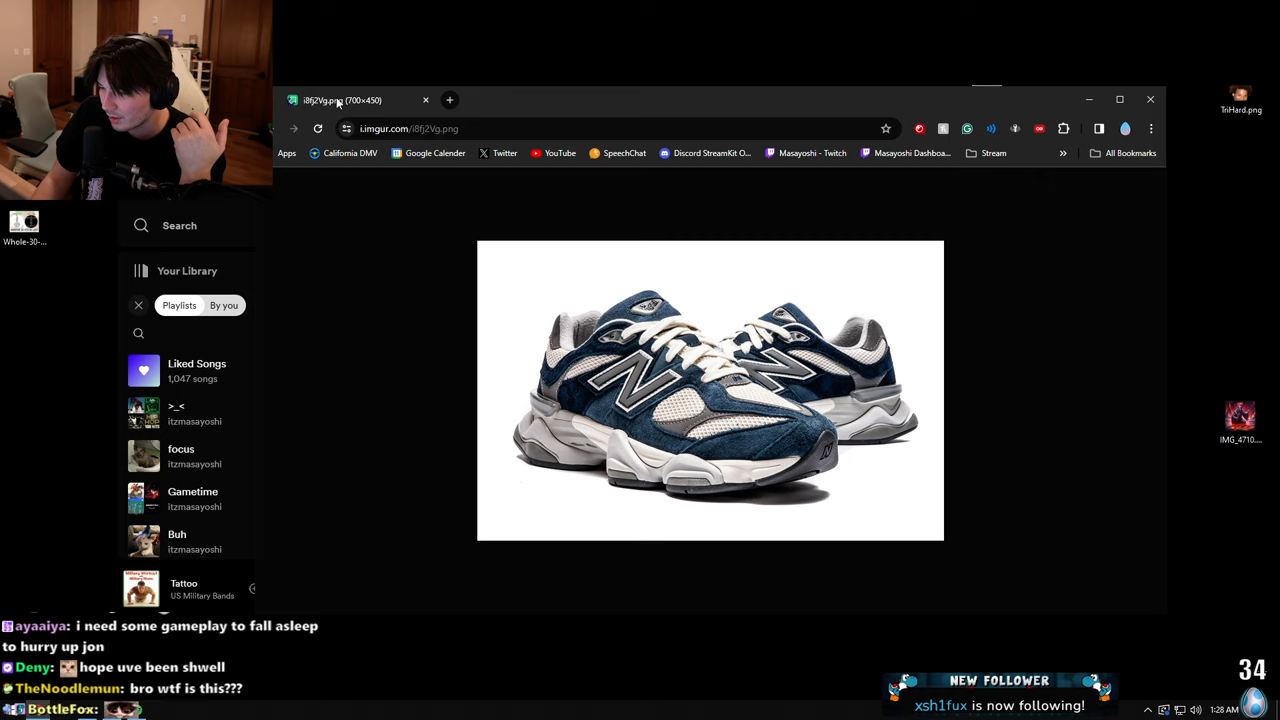 i8fj2Vg.png (700×450)
i.imgur.com/i8fj2Vg.png
Apps California DMV Google Calender Twitter YouTube SpeechChat Discord StreamKit O... Masayoshi - Twitch Masayoshi Dashboa... Stream » All Bookmarks
TriHard.png
Whole-30-...
Search
Your Library
Playlists By you
Liked Songs
1,047 songs
>_<
itzmasayoshi
focus
itzmasayoshi
Gametime
itzmasayoshi
Buh
itzmasayoshi
Tattoo
US Military Bands
IMG_4710....
ayaaiya: i need some gameplay to fall asleep
to hurry up jon
Deny: hope uve been shwell
TheNoodlemun: bro wtf is this???
BottleFox:
NEW FOLLOWER
xsh1fux is now following!
34
1:28 AM